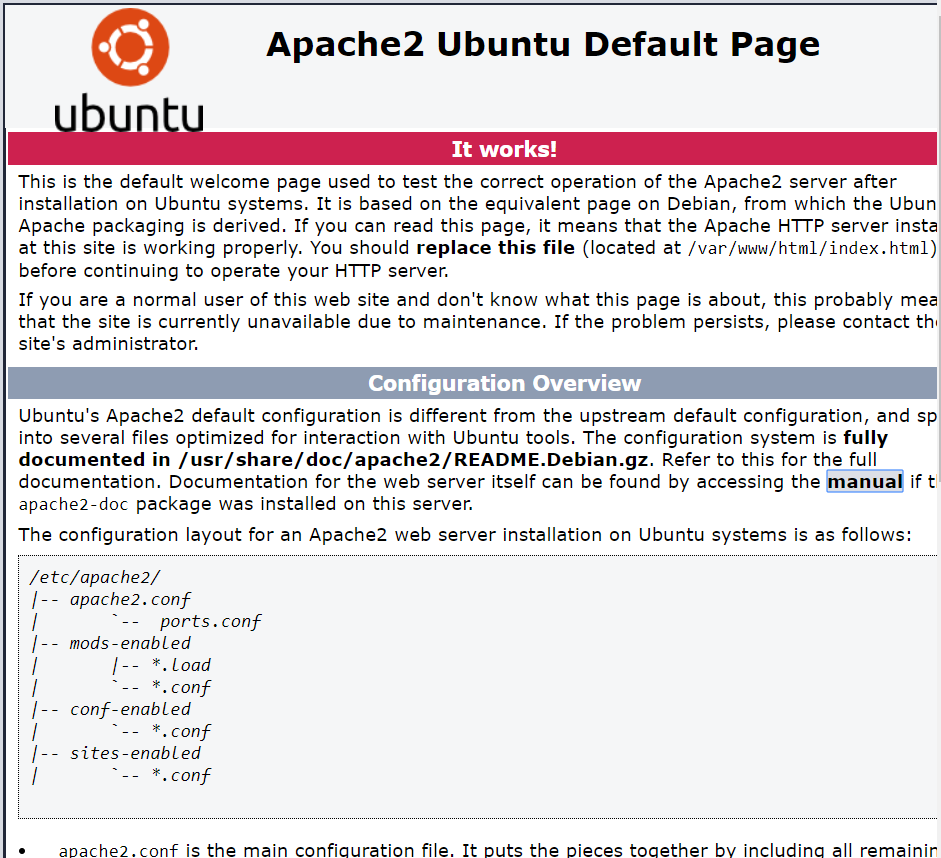 ubuntu
Apache2 Ubuntu Default Page
It works!
This is the default welcome page used to test the correct operation of the Apache2 server after
installation on Ubuntu systems. It is based on the equivalent page on Debian, from which the Ubun
Apache packaging is derived. If you can read this page, it means that the Apache HTTP server insta
at this site is working properly. You should replace this file (located at /var/www/html/index.html)
before continuing to operate your HTTP server.
If you are a normal user of this web site and don't know what this page is about, this probably mea
that the site is currently unavailable due to maintenance. If the problem persists, please contact the
site's administrator.
Configuration Overview
Ubuntu's Apache2 default configuration is different from the upstream default configuration, and sp
into several files optimized for interaction with Ubuntu tools. The configuration system is fully
documented in /usr/share/doc/apache2/README.Debian.gz. Refer to this for the full
documentation. Documentation for the web server itself can be found by accessing the manual if t
apache2-doc package was installed on this server.
The configuration layout for an Apache2 web server installation on Ubuntu systems is as follows:
/etc/apache2/
|-- apache2.conf
|       `--  ports.conf
|-- mods-enabled
|       |-- *.load
|       `-- *.conf
|-- conf-enabled
|       `-- *.conf
|-- sites-enabled
|       `-- *.conf
• apache2.conf is the main configuration file. It puts the pieces together by including all remainin